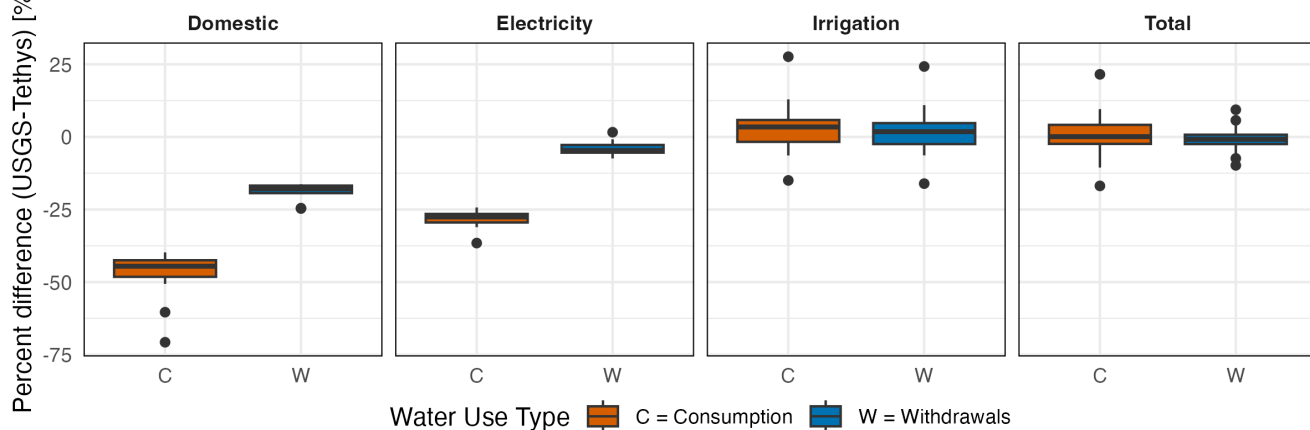 Domestic Electricity Irrigation Total
Percent difference (USGS-Tethys) [%
25
0
-25
-50
-75
C W C W C W C W
Water Use Type C = Consumption W = Withdrawals